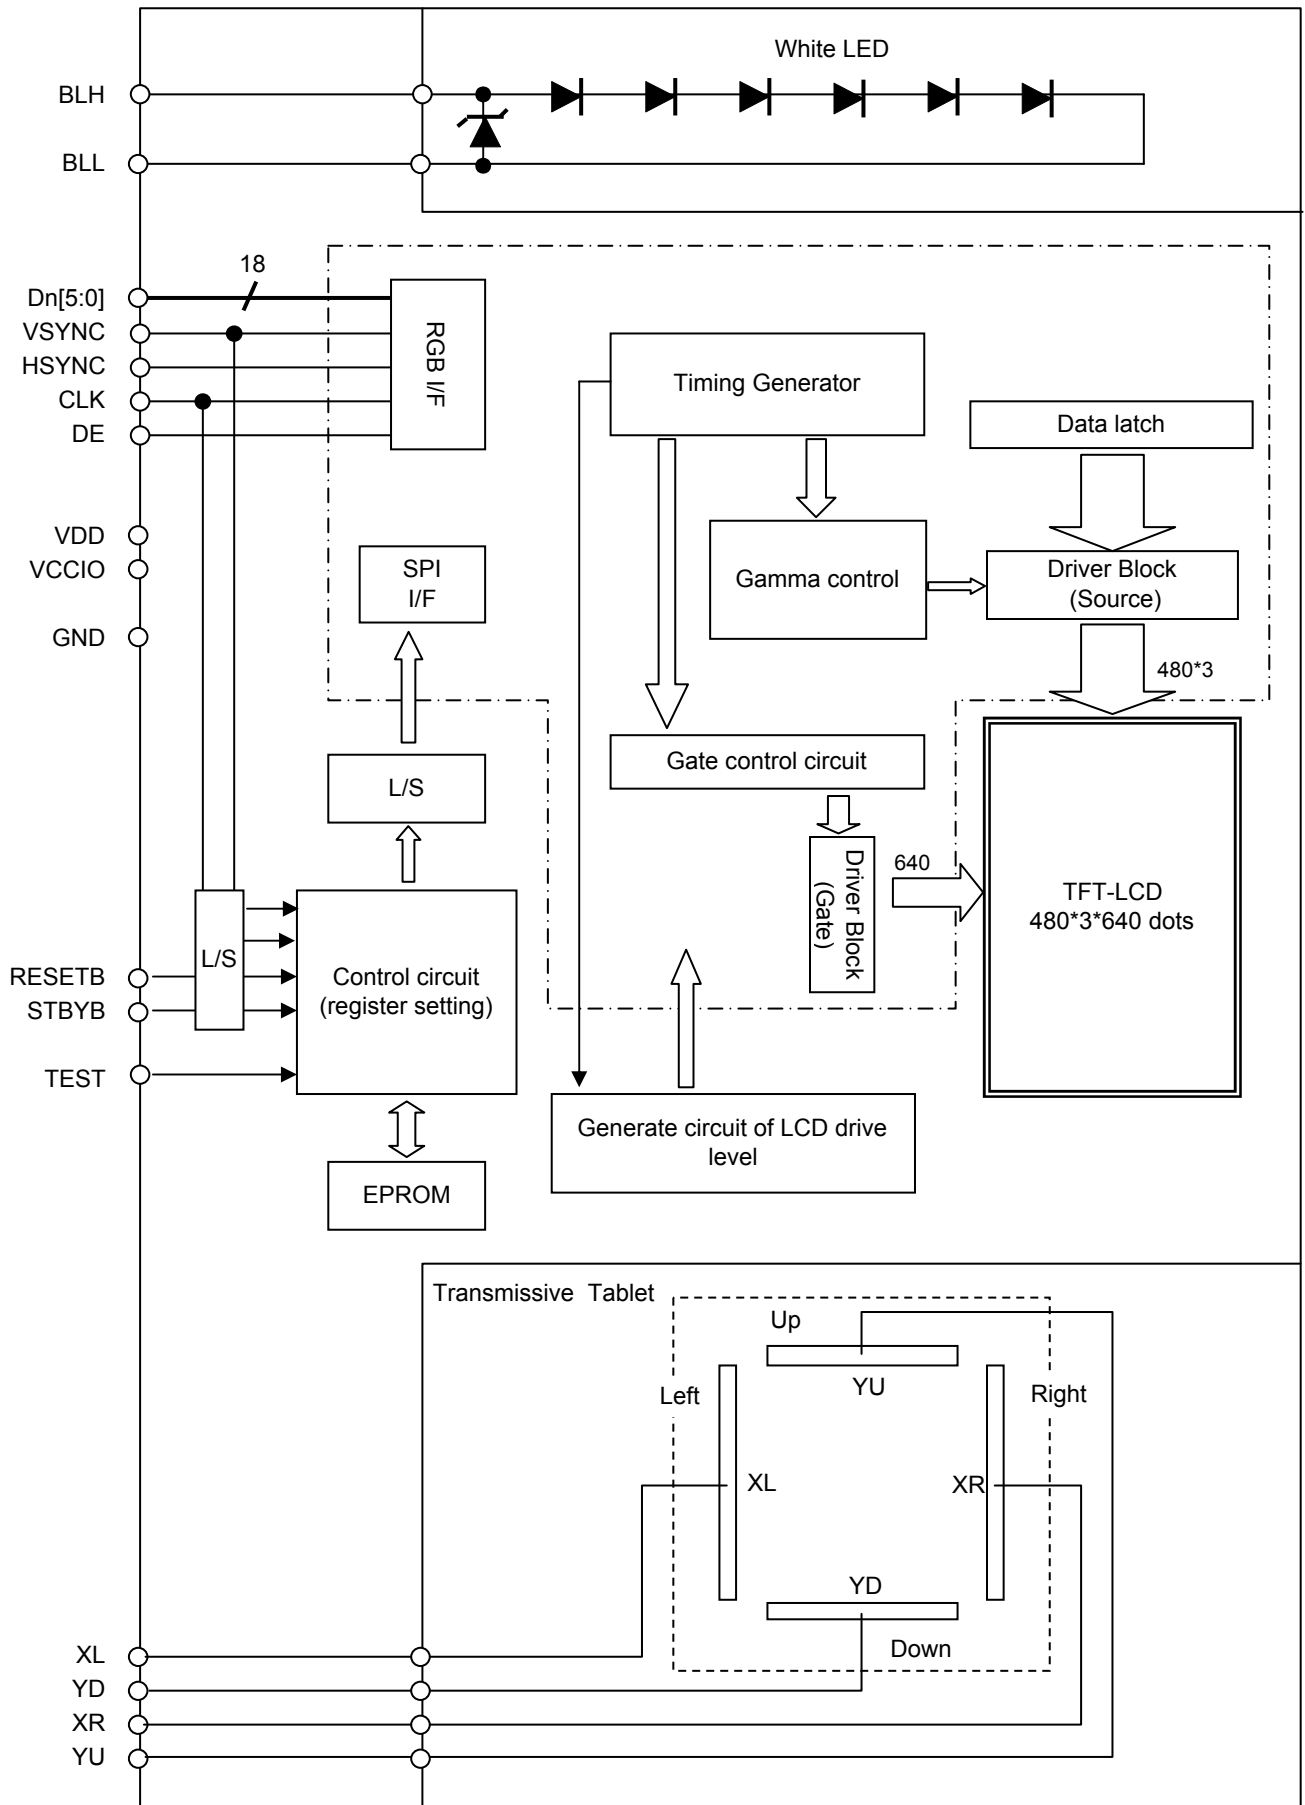 White LED
BLH
BLL
18
Dn[5:0]
VSYNC
HSYNC
CLK
DE
RGB I/F
Timing Generator
Data latch
VDD
VCCIO
GND
SPI
I/F
Gamma control
Driver Block
(Source)
480*3
Gate control circuit
L/S
Driver Block
(Gate)
640
TFT-LCD
480*3*640 dots
L/S
RESETB
STBYB
TEST
Control circuit
(register setting)
Generate circuit of LCD drive
level
EPROM
Transmissive Tablet
Up
YU
Left
Right
XL
XR
YD
Down
XL
YD
XR
YU